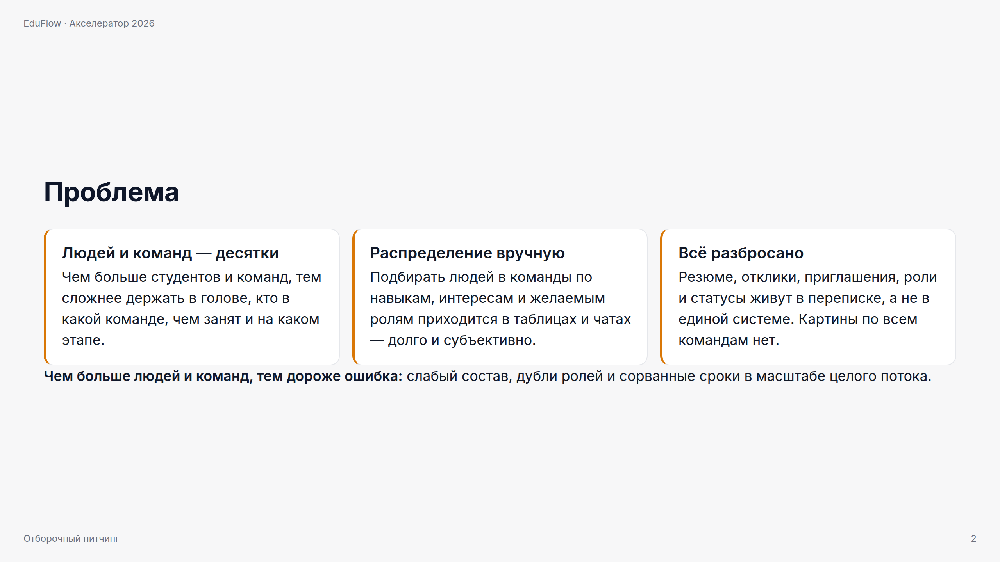 EduFlow · Акселератор 2026
Проблема
Людей и команд — десятки
Чем больше студентов и команд, тем
сложнее держать в голове, кто в
какой команде, чем занят и на каком
этапе.
Распределение вручную
Подбирать людей в команды по
навыкам, интересам и желаемым
ролям приходится в таблицах и чатах
— долго и субъективно.
Всё разбросано
Резюме, отклики, приглашения, роли
и статусы живут в переписке, а не в
единой системе. Картины по всем
командам нет.
Чем больше людей и команд, тем дороже ошибка: слабый состав, дубли ролей и сорванные сроки в масштабе целого потока.
Отборочный питчинг
2